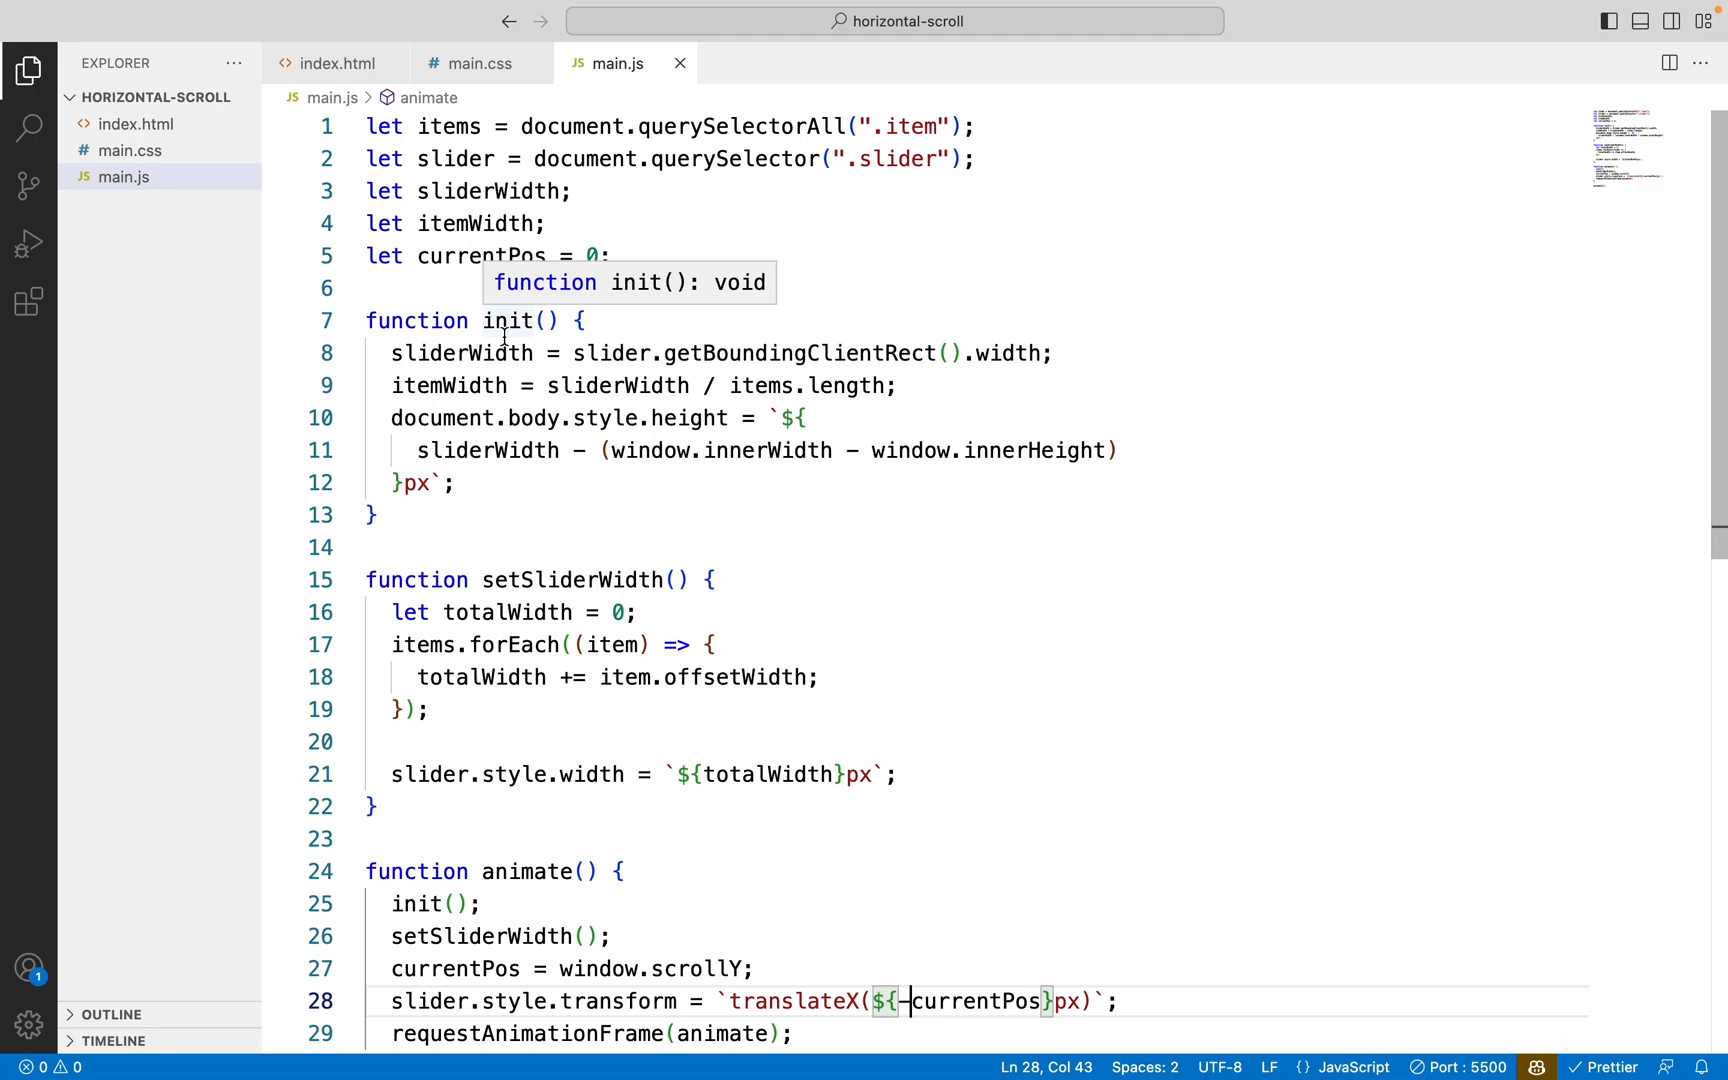 horizontal-scroll
EXPLORER
index.html
main.css
main.js
HORIZONTAL-SCROLL
index.html
main.css
JS main.js
JS main.js > animate
1 let items = document.querySelectorAll(".item");
2 let slider = document.querySelector(".slider");
3 let sliderWidth;
4 let itemWidth;
5 let currentPos = 0;
6
function init(): void
7 function init() {
8 sliderWidth = slider.getBoundingClientRect().width;
9 itemWidth = sliderWidth / items.length;
10 document.body.style.height = `${
11 sliderWidth - (window.innerWidth - window.innerHeight)
12 }px`;
13 }
14
15 function setSliderWidth() {
16 let totalWidth = 0;
17 items.forEach((item) => {
18 totalWidth += item.offsetWidth;
19 });
20
21 slider.style.width = `${totalWidth}px`;
22 }
23
24 function animate() {
25 init();
26 setSliderWidth();
27 currentPos = window.scrollY;
28 slider.style.transform = `translateX(${-currentPos}px)`;
29 requestAnimationFrame(animate);
OUTLINE
TIMELINE
1
0 0
Ln 28, Col 43
Spaces: 2
UTF-8
LF
{} JavaScript
Port : 5500
Prettier